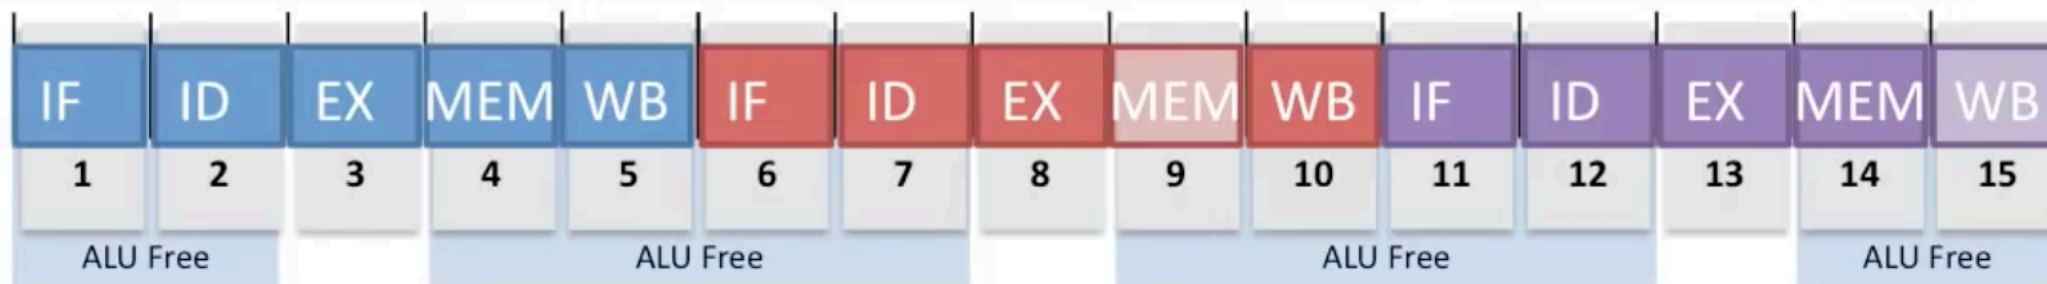 IF ID EX MEM WB IF ID EX MEM WB IF ID EX MEM WB
1 2 3 4 5 6 7 8 9 10 11 12 13 14 15
ALU Free ALU Free ALU Free ALU Free